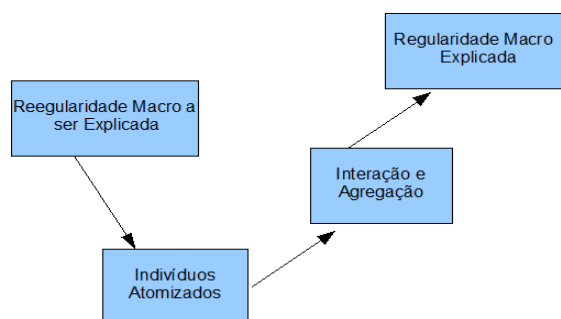 Regularidade Macro
Explicada
Reegularidade Macro a
ser Explicada
Interação e
Agregação
Indivíduos
Atomizados